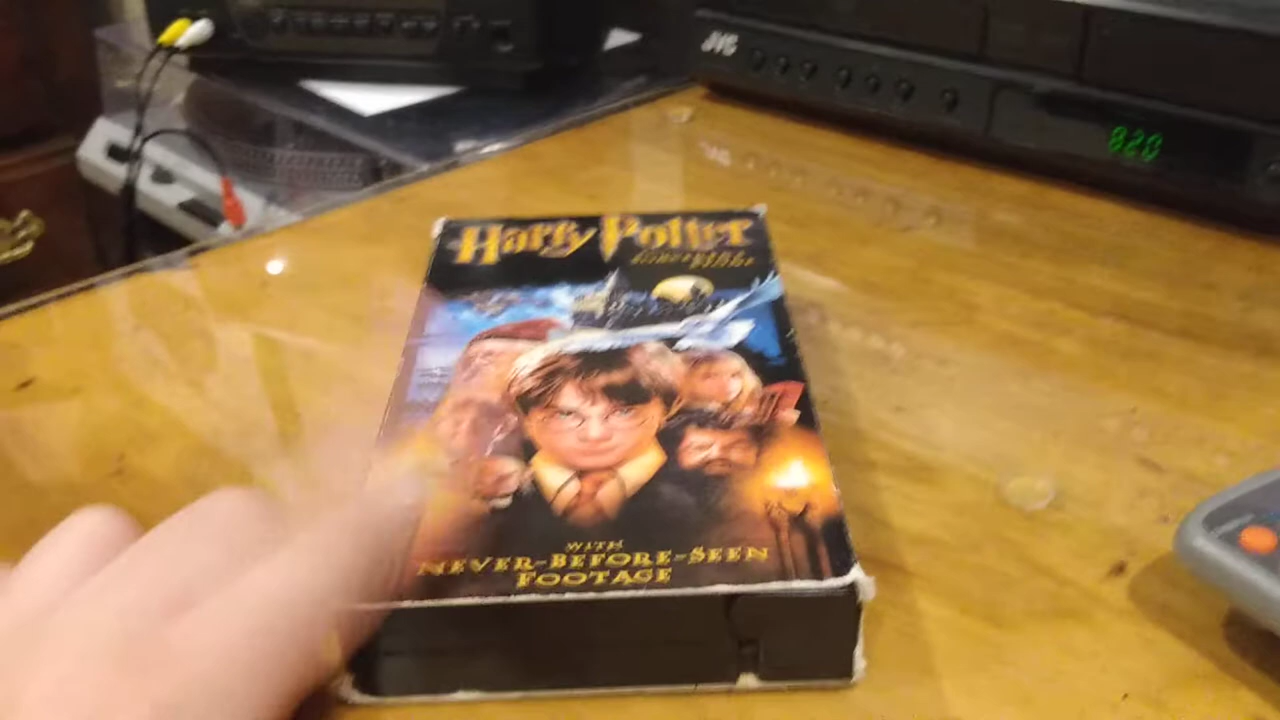 JVC
820
Harry Potter
WITH
NEVER-BEFORE-SEEN
FOOTAGE